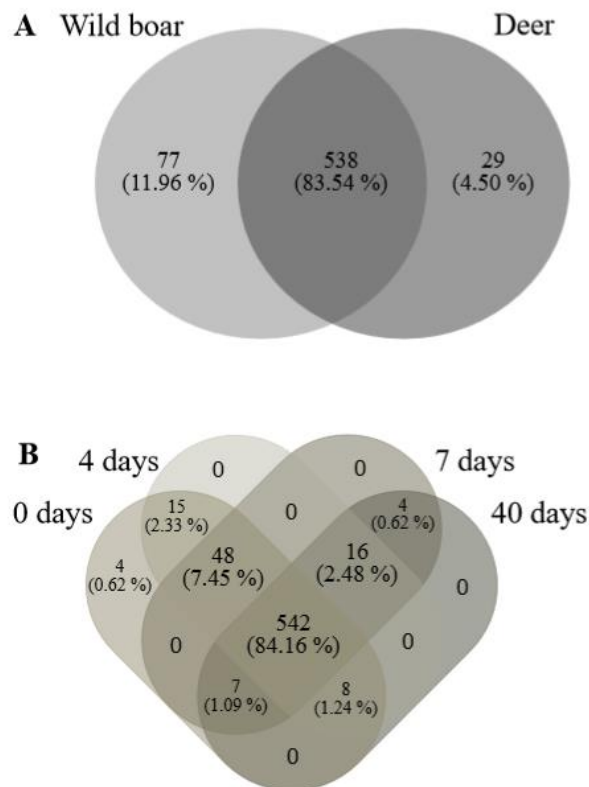 A Wild boar Deer
77 538 29
(11.96 %) (83.54 %) (4.50 %)
B 4 days 7 days
0 days 40 days
0 0
15 4
(2.33 %) (0.62 %)
0
48 16
(7.45 %) (2.48 %)
4
(0.62 %)
0
542
(84.16 %)
0 0
7 8
(1.09 %) (1.24 %)
0